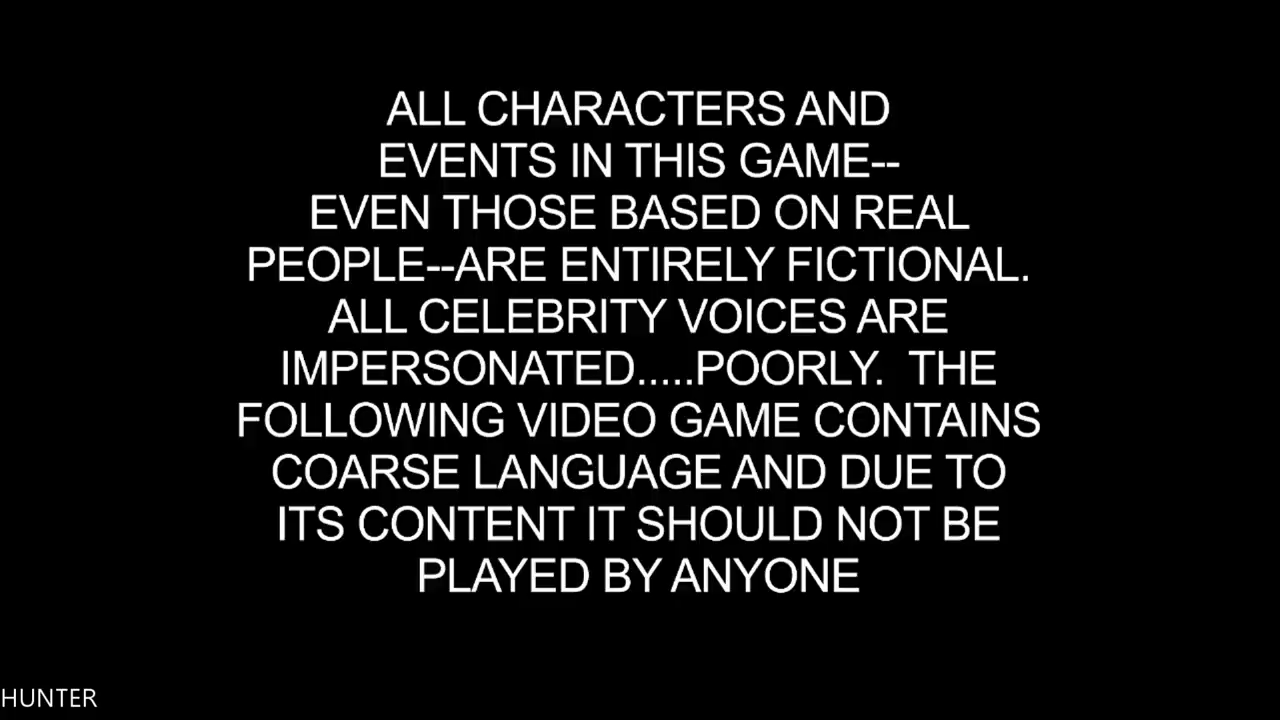 ALL CHARACTERS AND
EVENTS IN THIS GAME--
EVEN THOSE BASED ON REAL
PEOPLE--ARE ENTIRELY FICTIONAL.
ALL CELEBRITY VOICES ARE
IMPERSONATED.....POORLY.  THE
FOLLOWING VIDEO GAME CONTAINS
COARSE LANGUAGE AND DUE TO
ITS CONTENT IT SHOULD NOT BE
PLAYED BY ANYONE
HUNTER